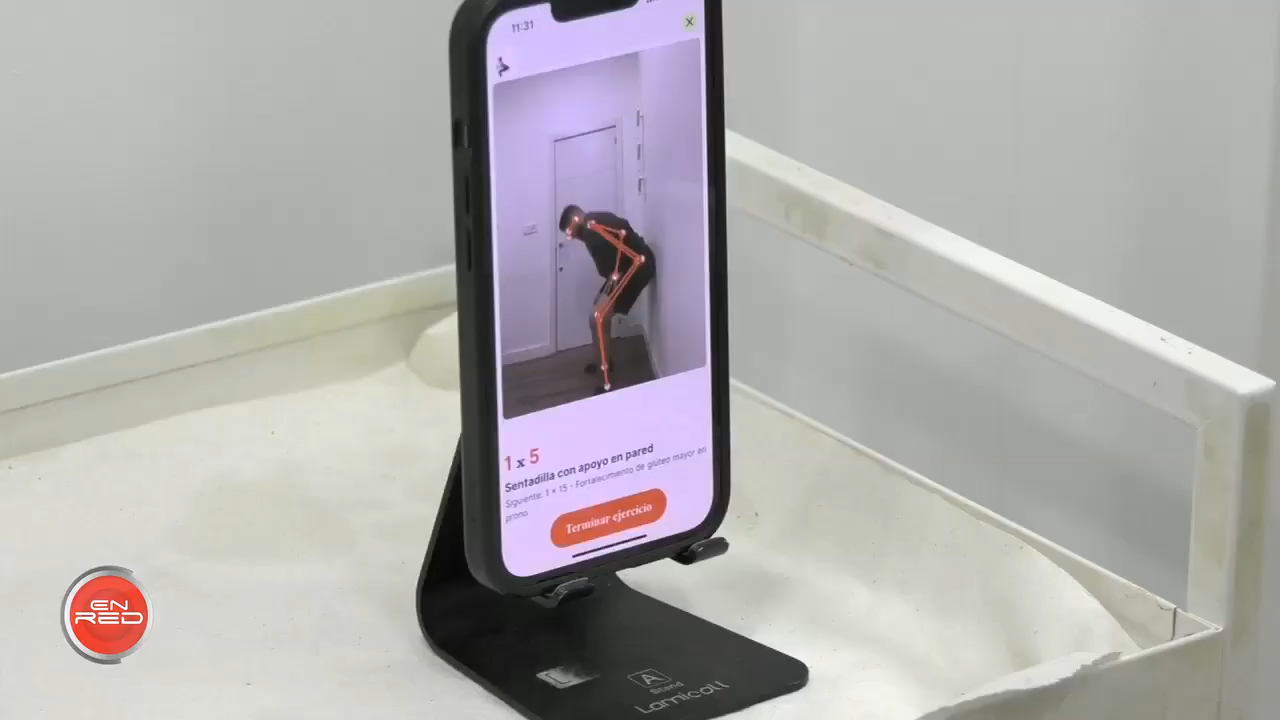 11:31
1 x 5
Sentadilla con apoyo en pared
Siguiente: 1 x 15 - Fortalecimiento de glúteo mayor en
prono
Terminar ejercicio
EN
RED
A
Stand
Lamicall